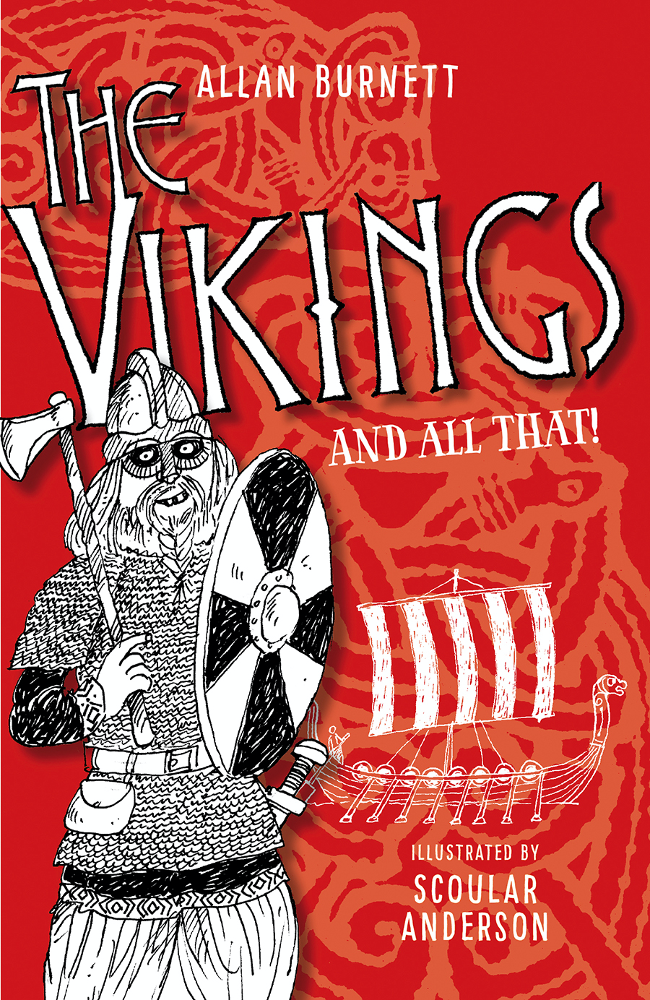 ALLAN BURNETT
THE
VIKINGS
AND ALL THAT!
ILLUSTRATED BY
SCOULAR
ANDERSON